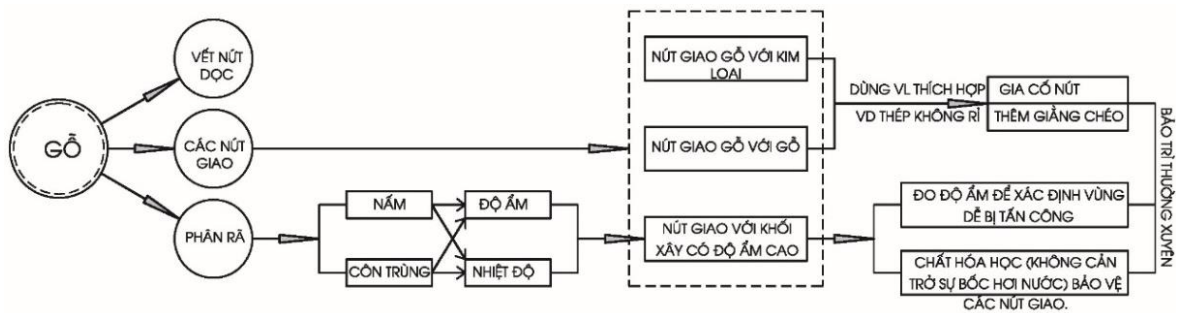 GỖ
VẾT NỨT
DỌC
CÁC NÚT
GIAO
PHÂN RÃ
NẤM
CÔN TRÙNG
ĐỘ ẨM
NHIỆT ĐỘ
NÚT GIAO GỖ VỚI KIM
LOẠI
NÚT GIAO GỖ VỚI GỖ
NÚT GIAO VỚI KHỐI
XÂY CÓ ĐỘ ẨM CAO
DÙNG VL THÍCH HỢP
VD THÉP KHÔNG RỈ
GIA CỐ NÚT
THÊM GIẰNG CHÉO
ĐO ĐỘ ẨM ĐỂ XÁC ĐỊNH VÙNG
DỄ BỊ TẤN CÔNG
CHẤT HÓA HỌC (KHÔNG CẢN
TRỞ SỰ BỐC HƠI NƯỚC) BẢO VỆ
CÁC NÚT GIAO.
BẢO TRÌ THƯỜNG XUYÊN